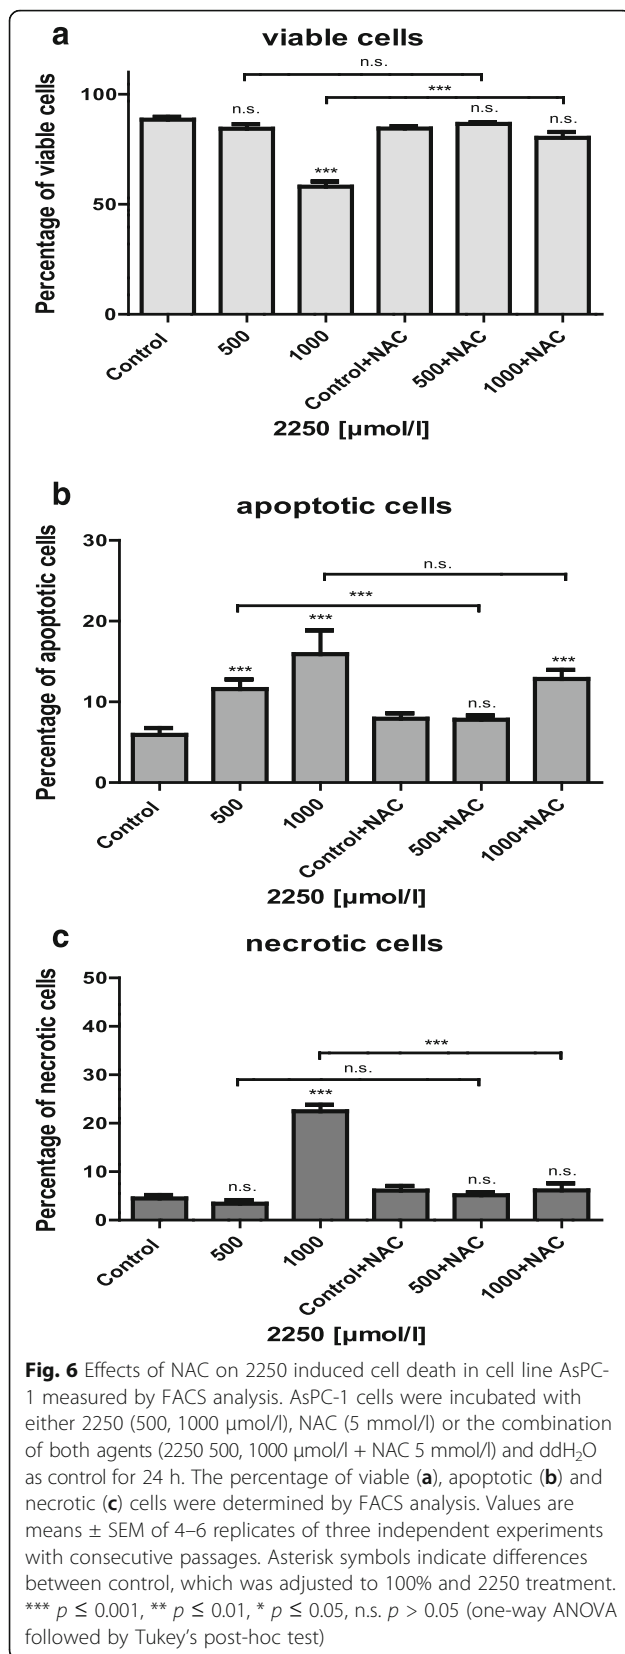 a
viable cells
n.s.
***
100
n.s.
n.s.
n.s.
***
50
0
Percentage of viable cells
Control
500
1000
Control+NAC
500+NAC
1000+NAC
2250 [µmol/l]
b
apoptotic cells
30
n.s.
***
20
***
***
***
n.s.
10
0
Percentage of apoptotic cells
Control
500
1000
Control+NAC
500+NAC
1000+NAC
2250 [µmol/l]
c
necrotic cells
50
40
***
30
n.s.
***
20
10
n.s.
n.s.
n.s.
0
Percentage of necrotic cells
Control
500
1000
Control+NAC
500+NAC
1000+NAC
2250 [µmol/l]
Fig. 6 Effects of NAC on 2250 induced cell death in cell line AsPC-
1 measured by FACS analysis. AsPC-1 cells were incubated with
either 2250 (500, 1000 μmol/l), NAC (5 mmol/l) or the combination
of both agents (2250 500, 1000 μmol/l + NAC 5 mmol/l) and ddH₂O
as control for 24 h. The percentage of viable (a), apoptotic (b) and
necrotic (c) cells were determined by FACS analysis. Values are
means ± SEM of 4–6 replicates of three independent experiments
with consecutive passages. Asterisk symbols indicate differences
between control, which was adjusted to 100% and 2250 treatment.
*** p ≤ 0.001, ** p ≤ 0.01, * p ≤ 0.05, n.s. p > 0.05 (one-way ANOVA
followed by Tukey's post-hoc test)